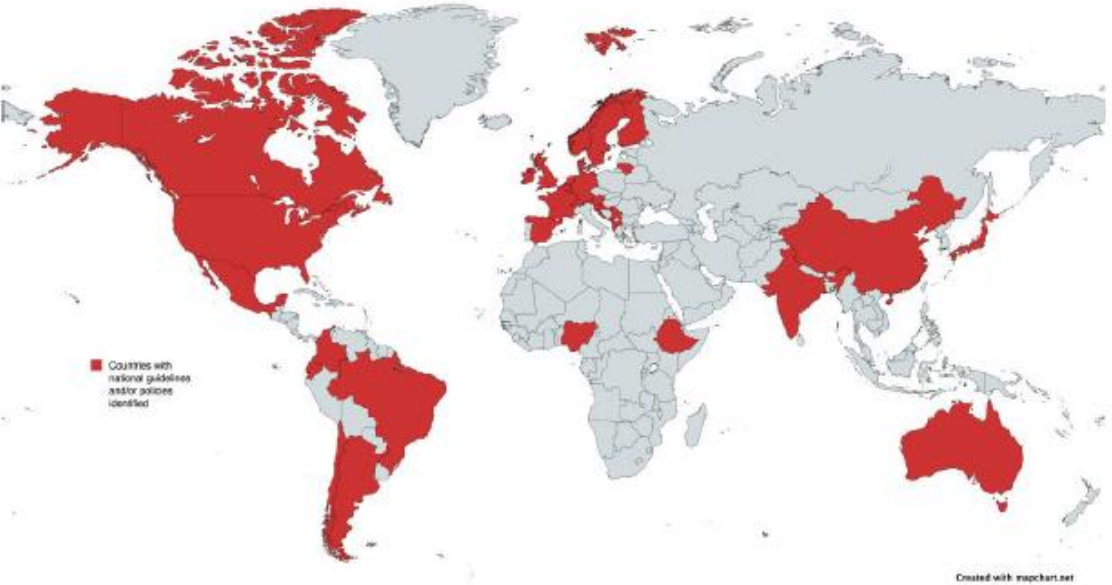 Countries with
national guidelines
and/or policies
identified
Created with mapchart.net